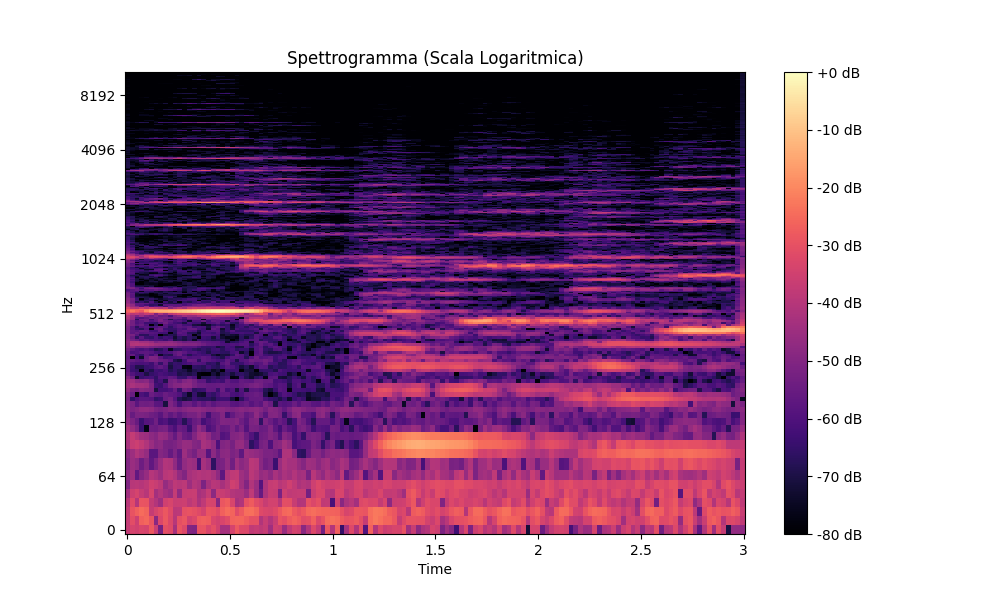 Spettrogramma (Scala Logaritmica)
8192
4096
2048
1024
512
256
128
64
0
Hz
0
0.5
1
1.5
2
2.5
3
Time
+0 dB
-10 dB
-20 dB
-30 dB
-40 dB
-50 dB
-60 dB
-70 dB
-80 dB